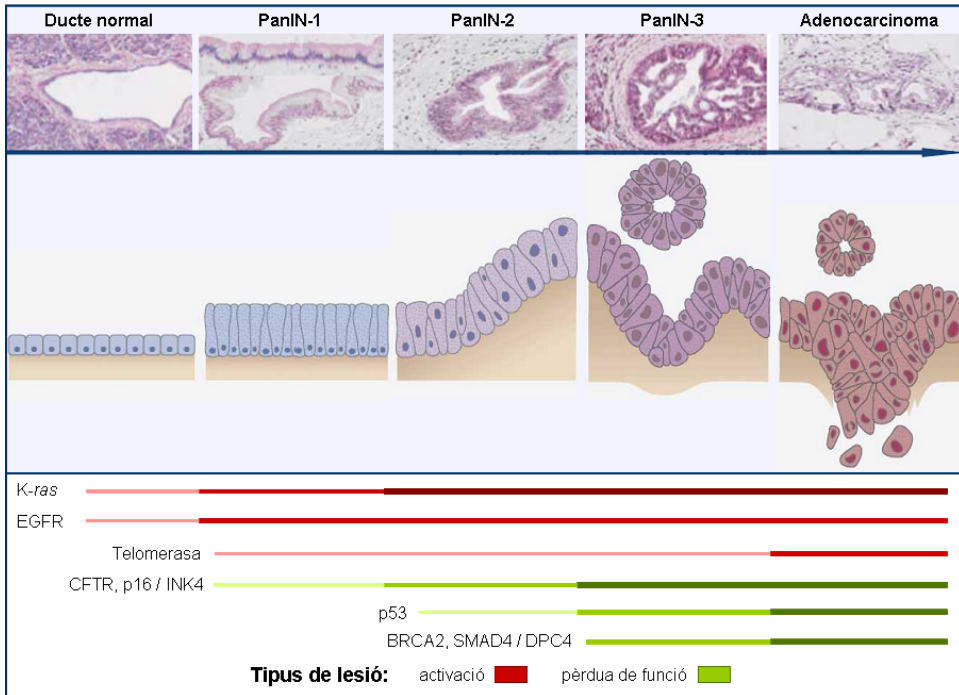 Ducte normal
PanIN-1
PanIN-2
PanIN-3
Adenocarcinoma
K-ras
EGFR
Telomerasa
CFTR, p16 / INK4
p53
BRCA2, SMAD4 / DPC4
Tipus de lesió: activació pèrdua de funció